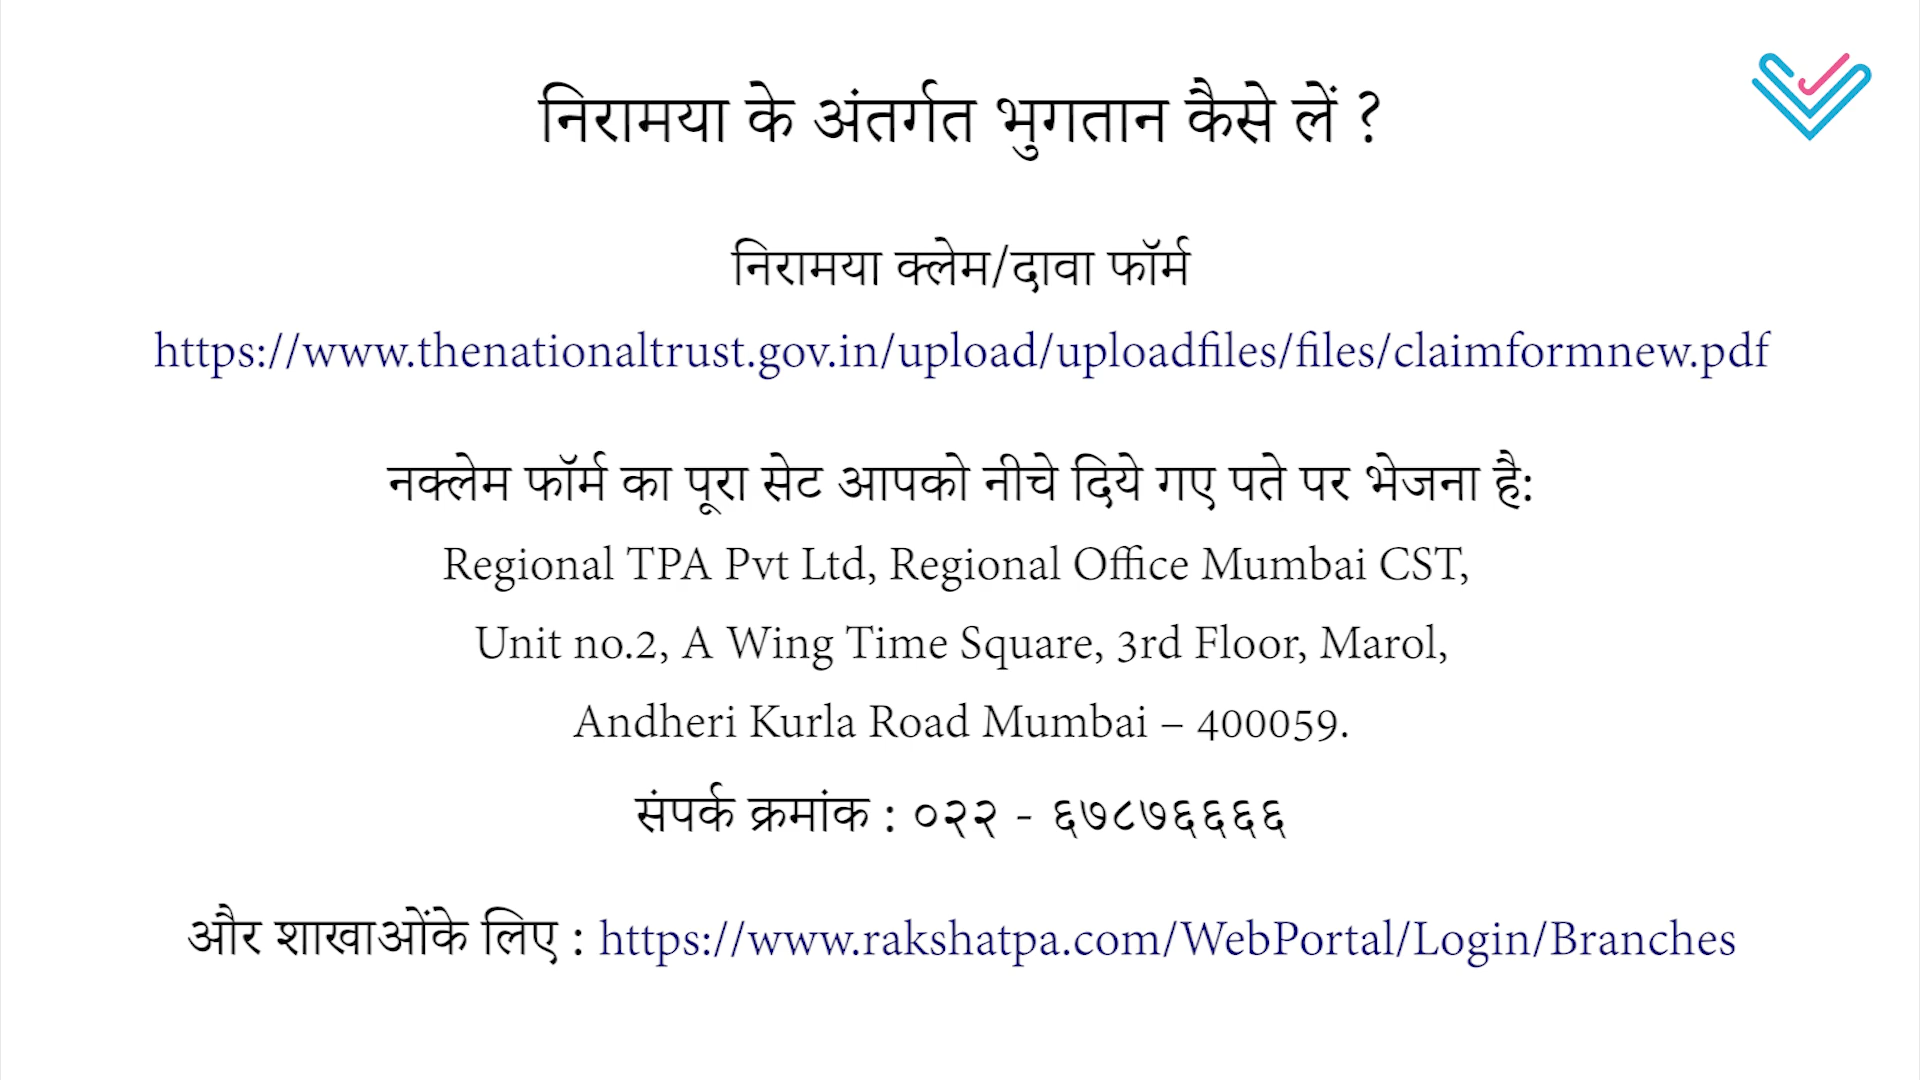 निरामया के अंतर्गत भुगतान कैसे लें ?
निरामया क्लेम/दावा फॉर्म
https://www.thenationaltrust.gov.in/upload/uploadfiles/files/claimformnew.pdf
नक्लेम फॉर्म का पूरा सेट आपको नीचे दिये गए पते पर भेजना है:
Regional TPA Pvt Ltd, Regional Office Mumbai CST,
Unit no.2, A Wing Time Square, 3rd Floor, Marol,
Andheri Kurla Road Mumbai – 400059.
संपर्क क्रमांक : ०२२ - ६७८७६६६६
और शाखाओंके लिए : https://www.rakshatpa.com/WebPortal/Login/Branches